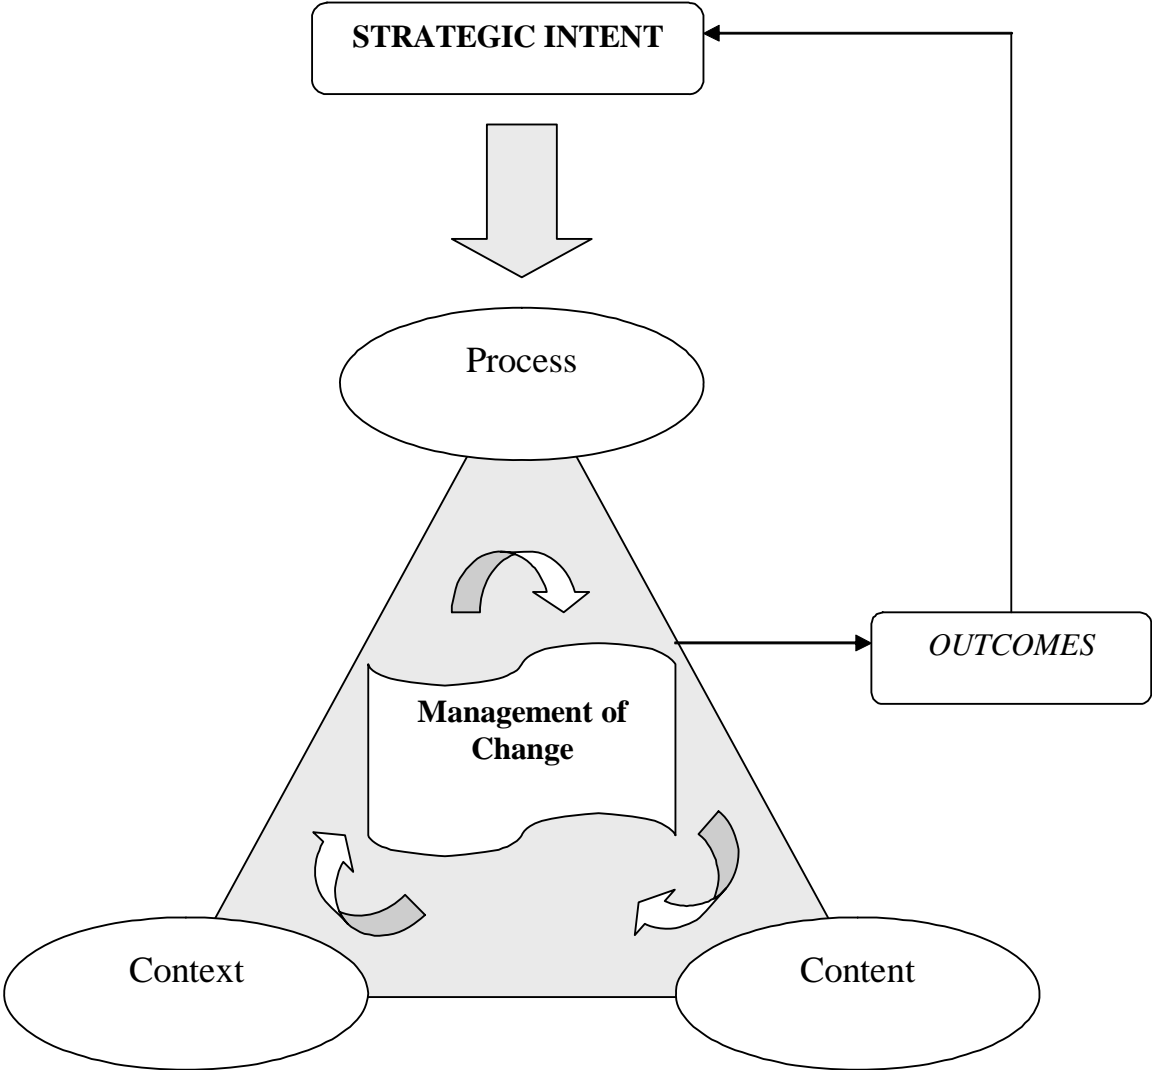 STRATEGIC INTENT
Process
OUTCOMES
Management of
Change
Context
Content